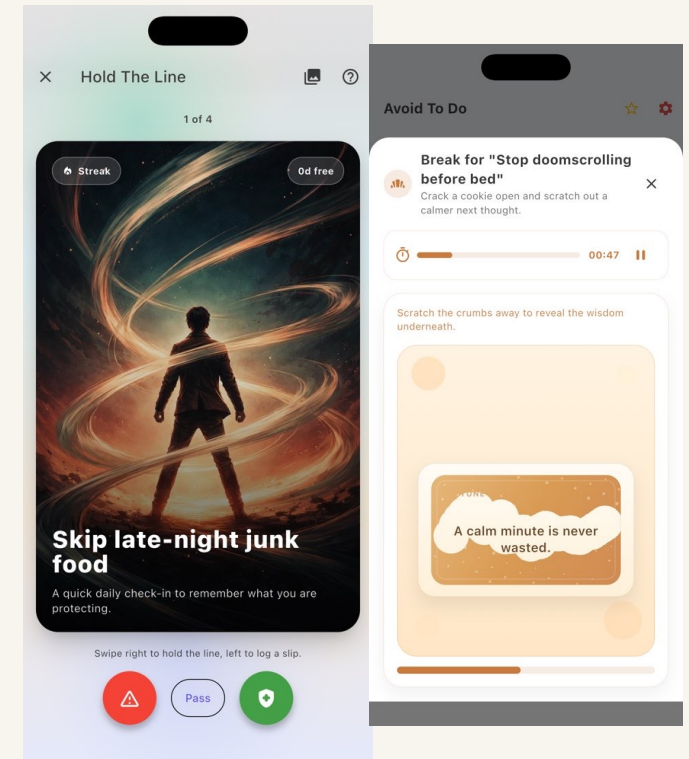 Hold The Line
1 of 4
Streak
0d free
Skip late-night junk
food
A quick daily check-in to remember what you are
protecting.
Swipe right to hold the line, left to log a slip.
Pass
Avoid To Do
Break for "Stop doomscrolling
before bed"
Crack a cookie open and scratch out a
calmer next thought.
00:47
Scratch the crumbs away to reveal the wisdom
underneath.
A calm minute is never
wasted.